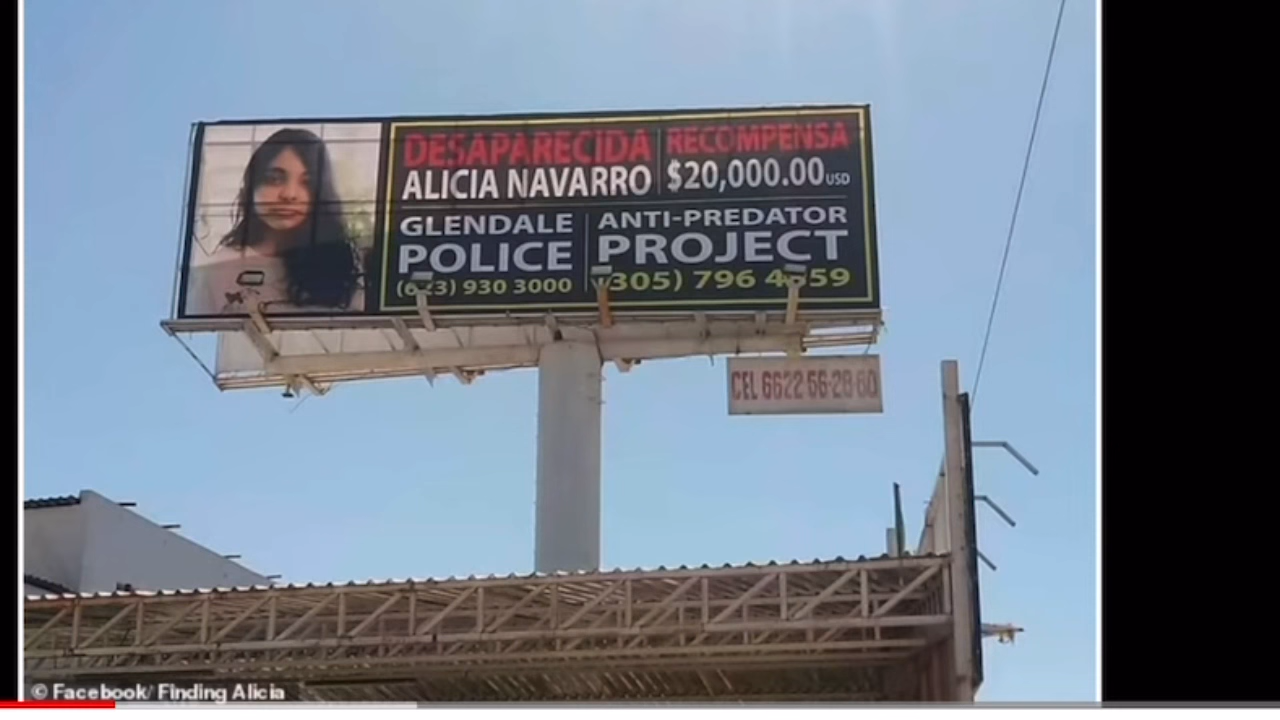 DESAPARECIDA
ALICIA NAVARRO
RECOMPENSA
$20,000.00 USD
GLENDALE
POLICE
(623) 930 3000
ANTI-PREDATOR
PROJECT
(305) 796
CEL 6622 56-28-60
© Facebook/ Finding Alicia